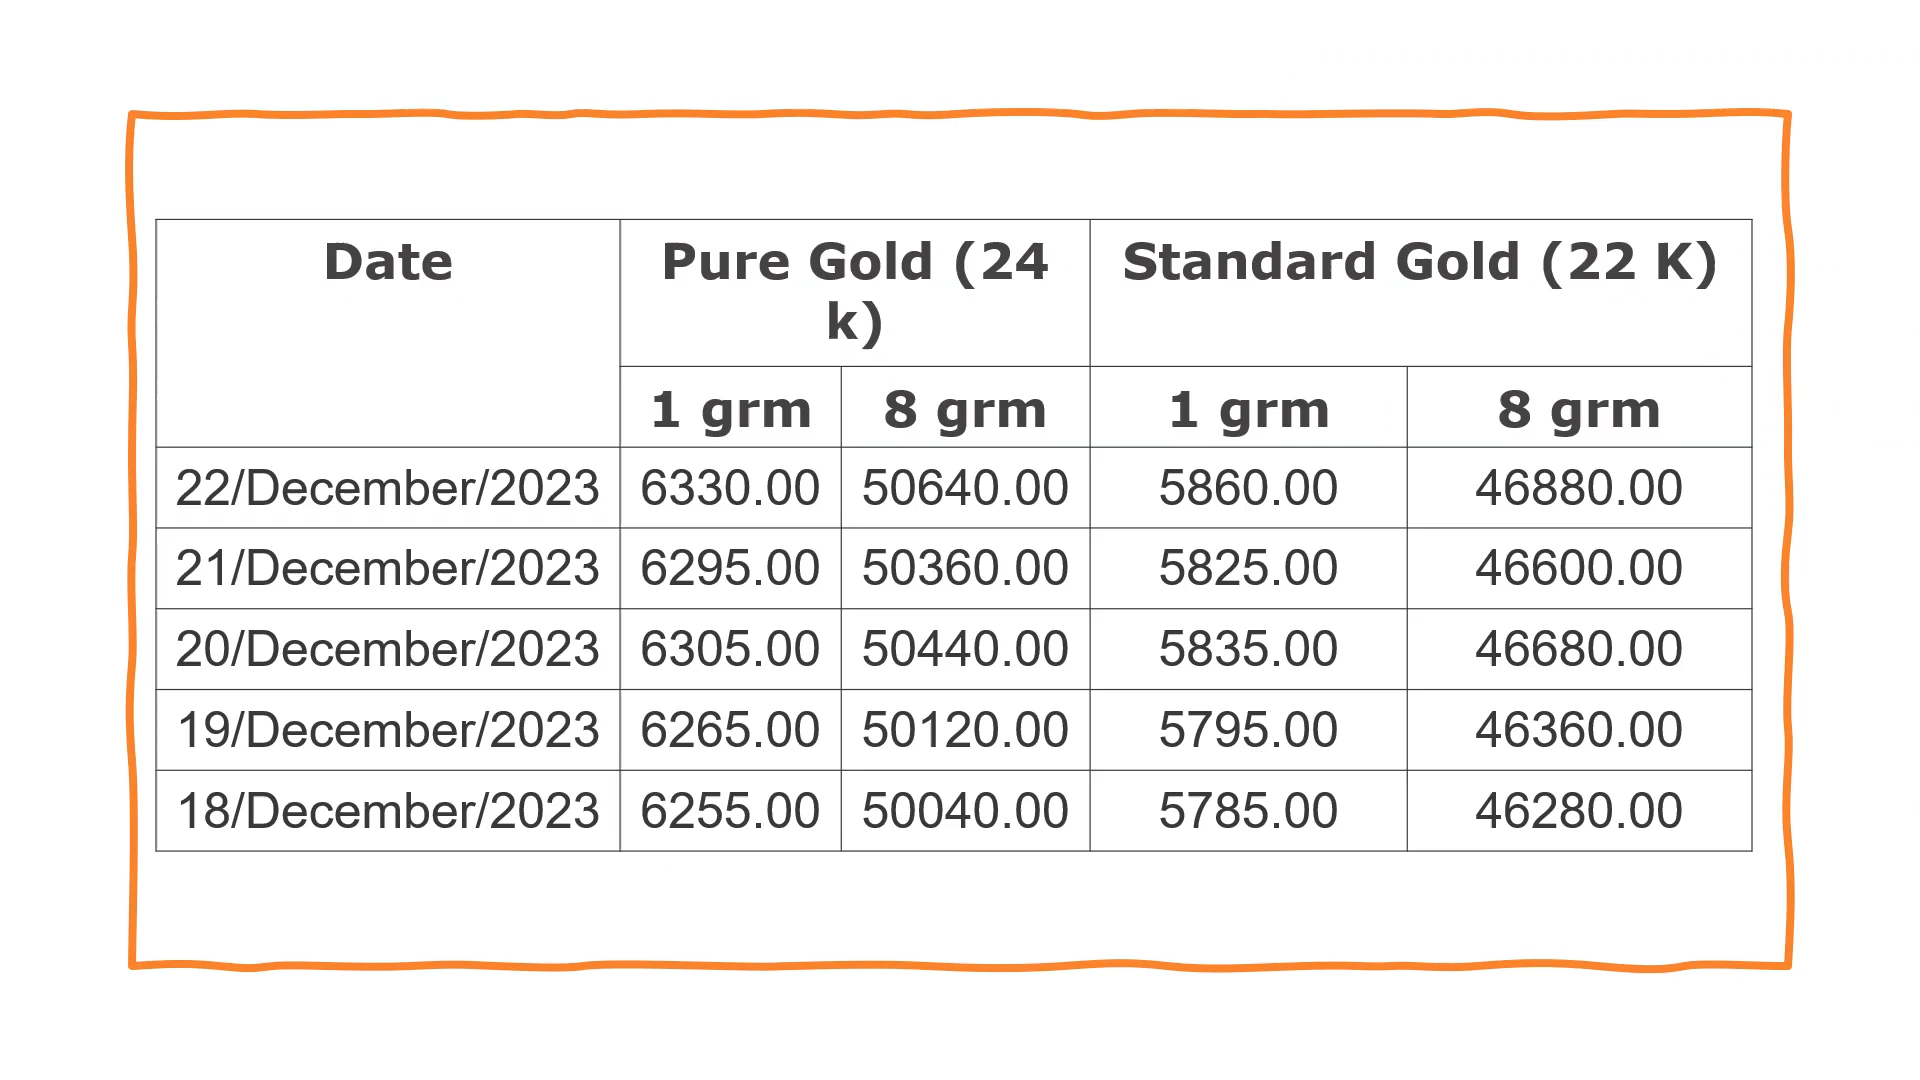 Date Pure Gold (24 Standard Gold (22 K)
k)
1 grm 8 grm 1 grm 8 grm
22/December/2023 6330.00 50640.00 5860.00 46880.00
21/December/2023 6295.00 50360.00 5825.00 46600.00
20/December/2023 6305.00 50440.00 5835.00 46680.00
19/December/2023 6265.00 50120.00 5795.00 46360.00
18/December/2023 6255.00 50040.00 5785.00 46280.00